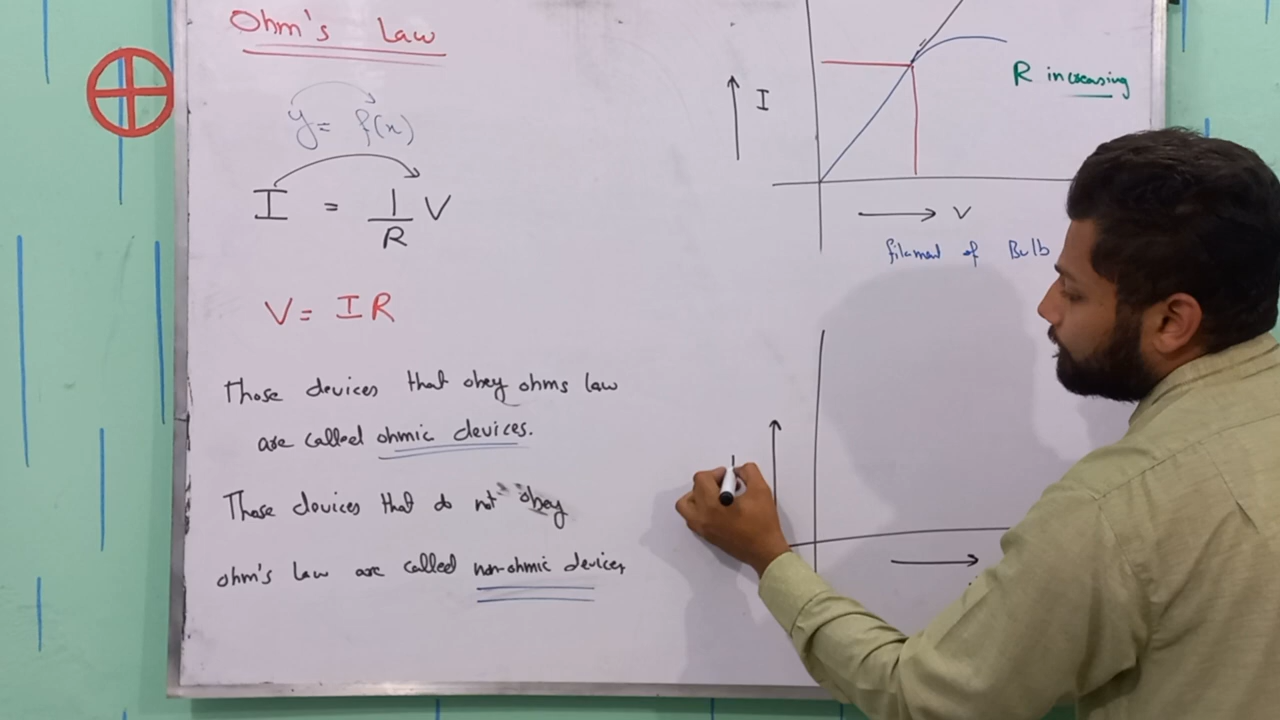 Ohm's Law
y = f(x)
I = 1/R V
V = IR
Those devices that obey ohms law
are called ohmic devices.
Those devices that do not obey
ohm's law are called non-ohmic devices
I
R increasing
V
filament of Bulb